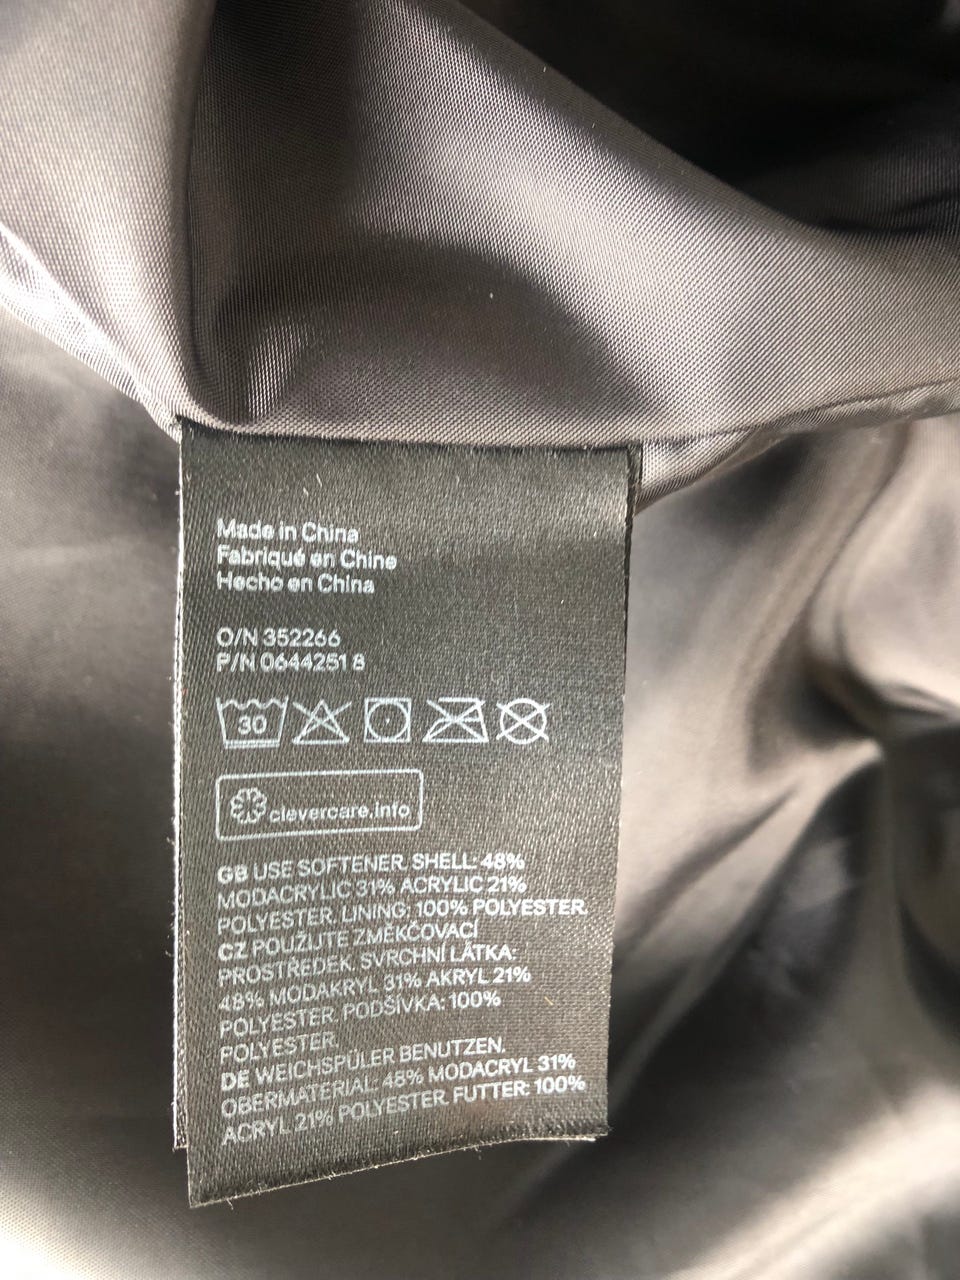 Made in China
Fabriqué en Chine
Hecho en China
O/N 352266
P/N 0644251 8
30
clevercare.info
GB USE SOFTENER. SHELL: 48%
MODACRYLIC 31% ACRYLIC 21%
POLYESTER. LINING: 100% POLYESTER.
CZ POUŽIJTE ZMĚKČOVACÍ
PROSTŘEDEK. SVRCHNÍ LÁTKA:
48% MODAKRYL 31% AKRYL 21%
POLYESTER. PODŠÍVKA: 100%
POLYESTER.
DE WEICHSPÜLER BENUTZEN.
OBERMATERIAL: 48% MODACRYL 31%
ACRYL 21% POLYESTER. FUTTER: 100%